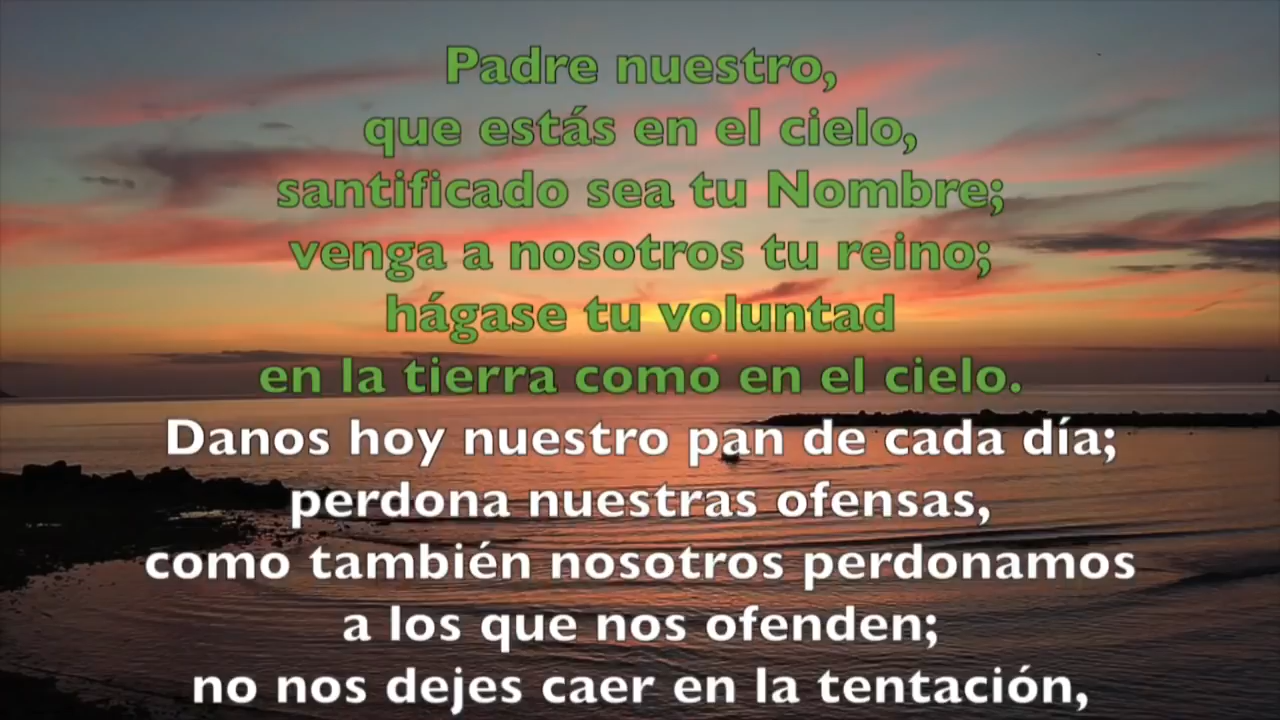 Padre nuestro,
que estás en el cielo,
santificado sea tu Nombre;
venga a nosotros tu reino;
hágase tu voluntad
en la tierra como en el cielo.
Danos hoy nuestro pan de cada día;
perdona nuestras ofensas,
como también nosotros perdonamos
a los que nos ofenden;
no nos dejes caer en la tentación,